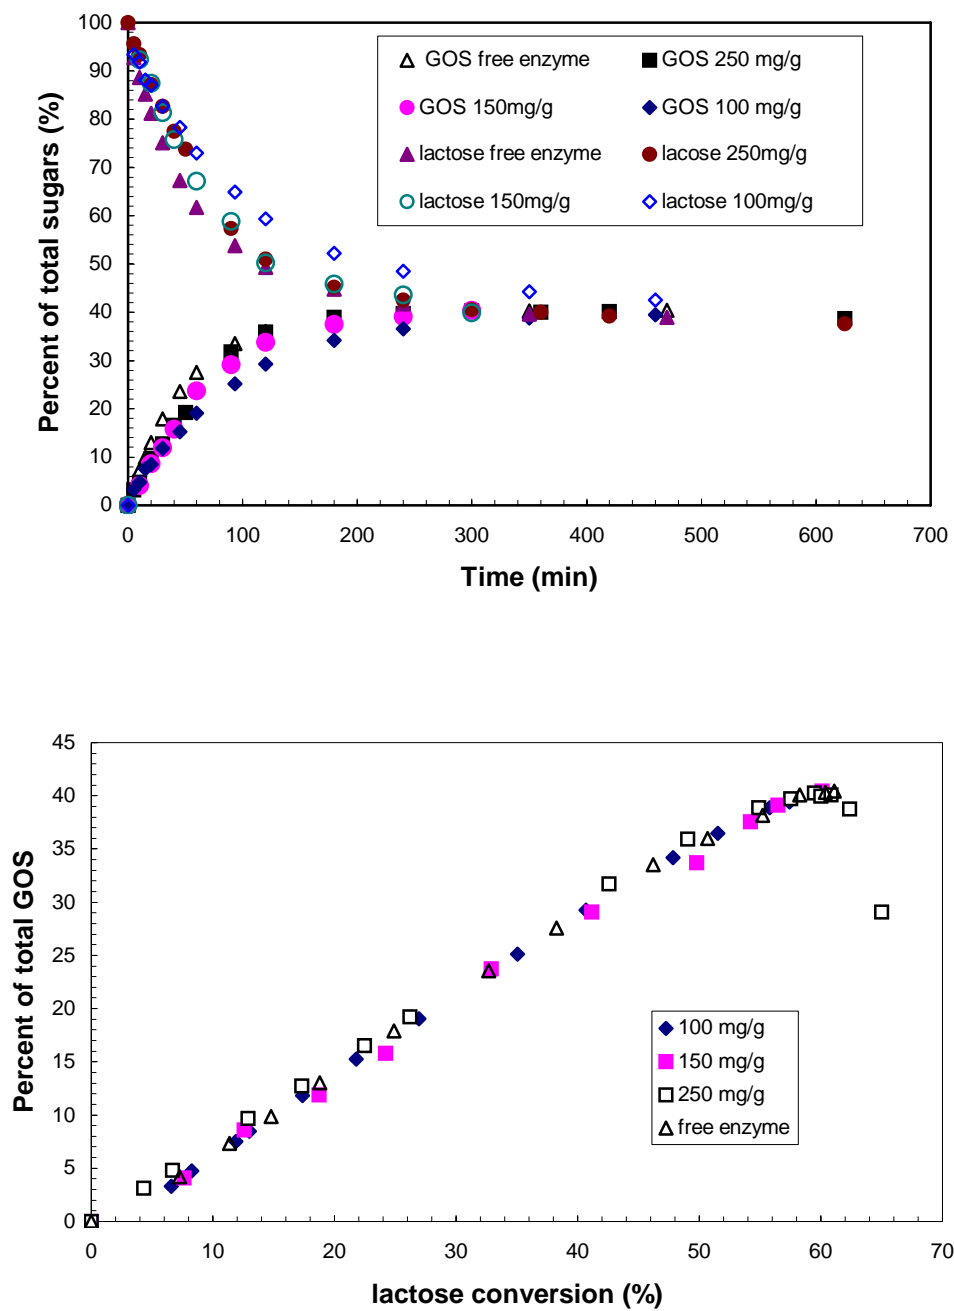 100
90
80
70
60
50
40
30
20
10
0
Percent of total sugars (%)
GOS free enzyme
GOS 250 mg/g
GOS 150mg/g
GOS 100 mg/g
lactose free enzyme
lacose 250mg/g
lactose 150mg/g
lactose 100mg/g
0 100 200 300 400 500 600 700
Time (min)
45
40
35
30
25
20
15
10
5
0
Percent of total GOS
100 mg/g
150 mg/g
250 mg/g
free enzyme
0 10 20 30 40 50 60 70
lactose conversion (%)